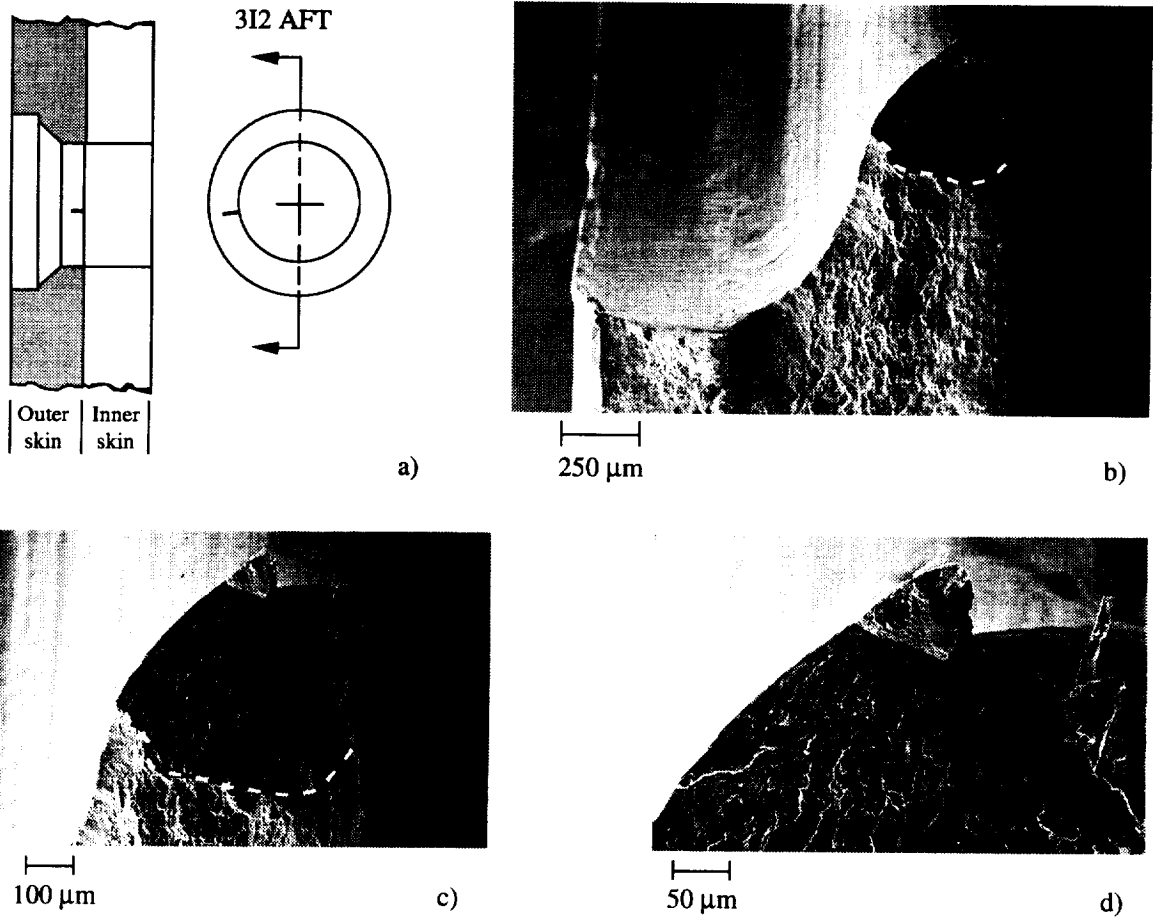 3I2 AFT
Outer
skin
Inner
skin
a)
250 μm
b)
100 μm
c)
50 μm
d)